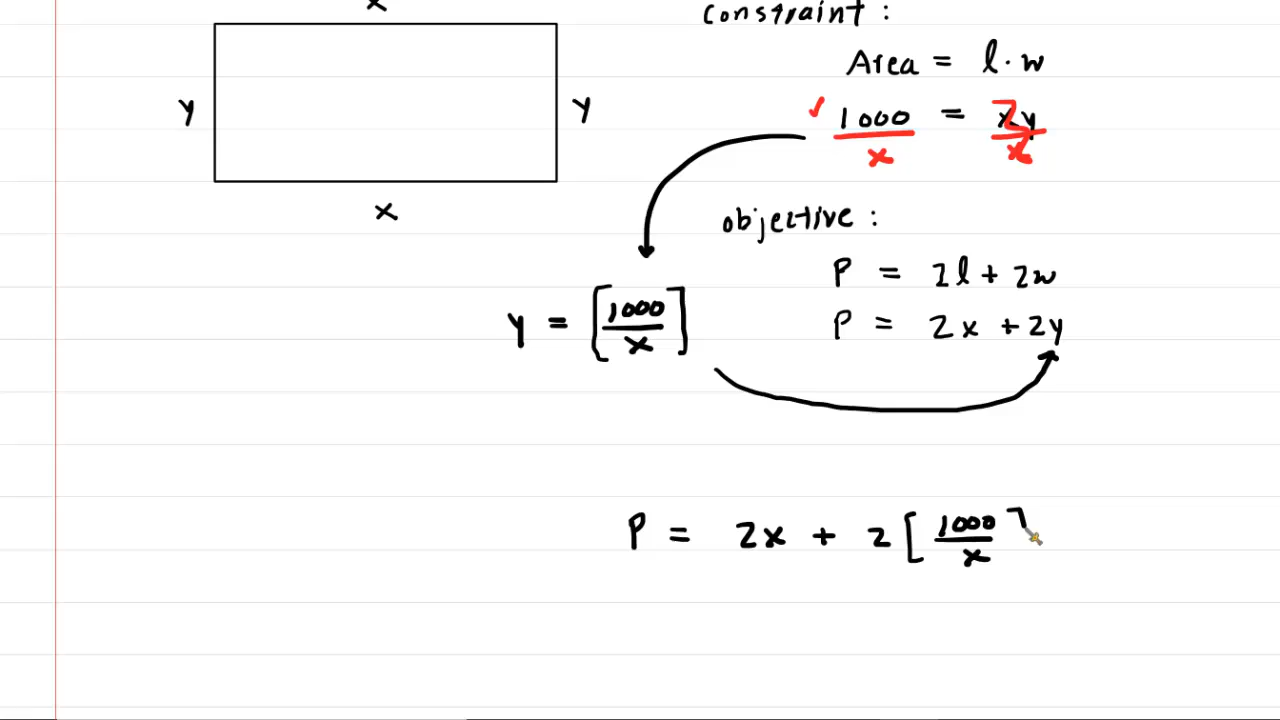 x
constraint :
Area = l · w
y y
1000 / x = xy / x
x
objective :
P = 2l + 2w
y = [1000 / x]
P = 2x + 2y
P = 2x + 2[1000 / x]